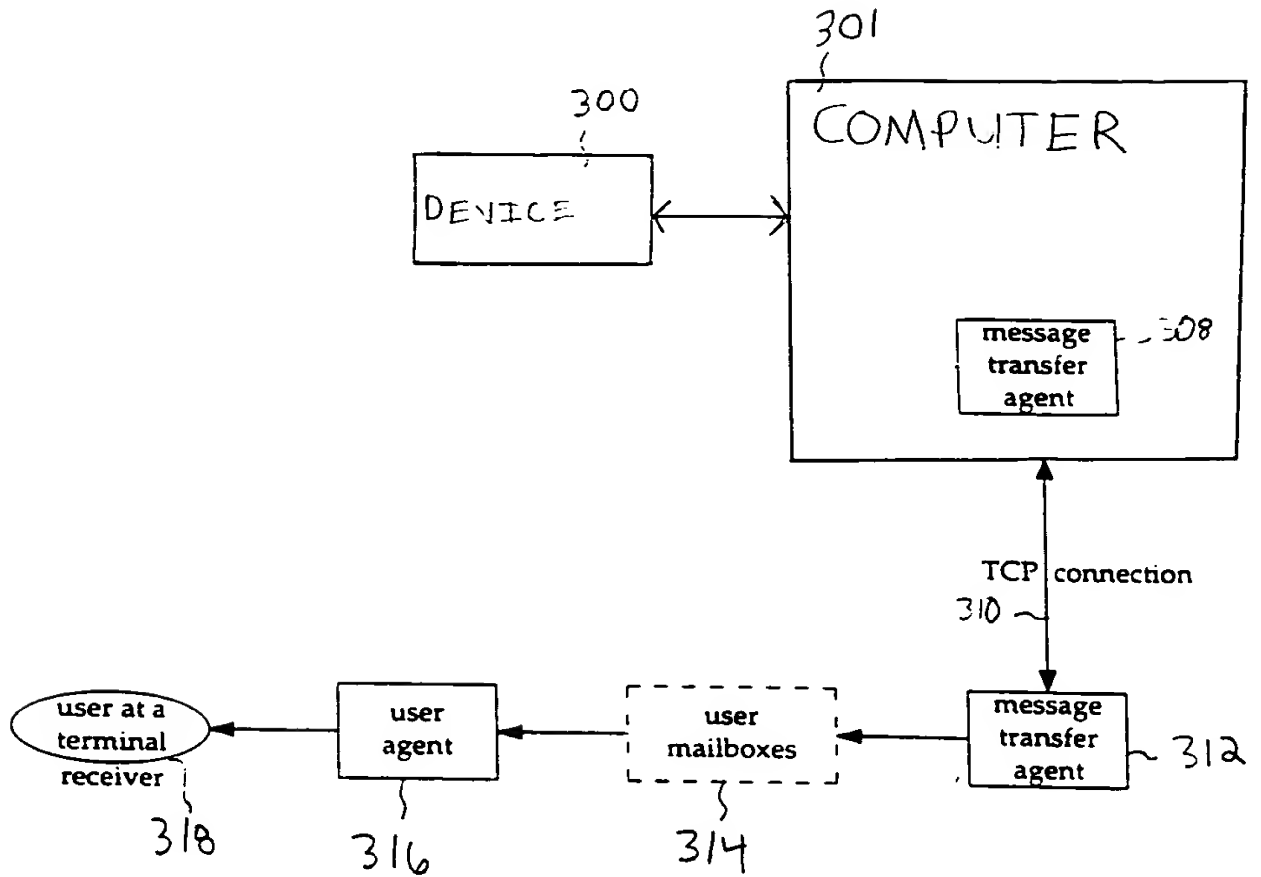 301
COMPUTER
300
DEVICE
message
transfer
agent
308
TCP connection
310
user at a
terminal
receiver
318
user
agent
316
user
mailboxes
314
message
transfer
agent
312